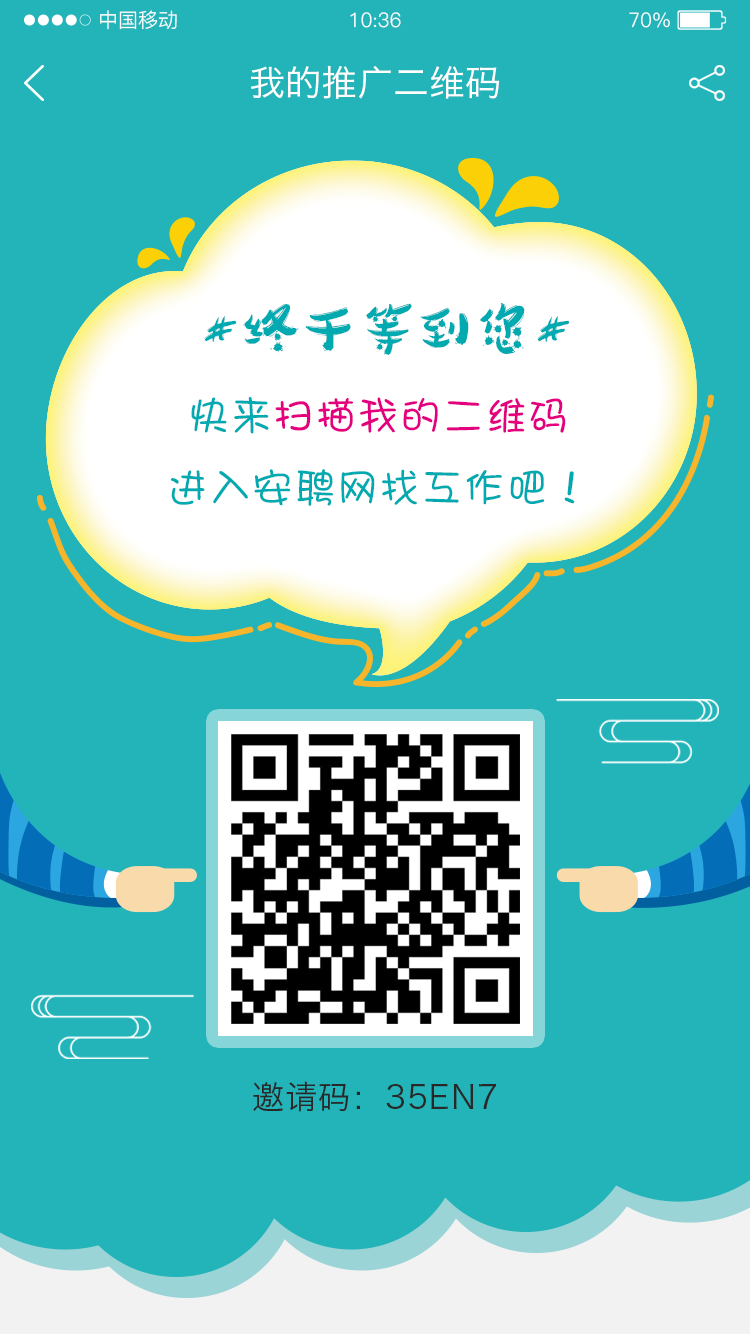 中国移动 10:36 70%
我的推广二维码
#终于等到您#
快来扫描我的二维码
进入安聘网找工作吧！
邀请码：35EN7